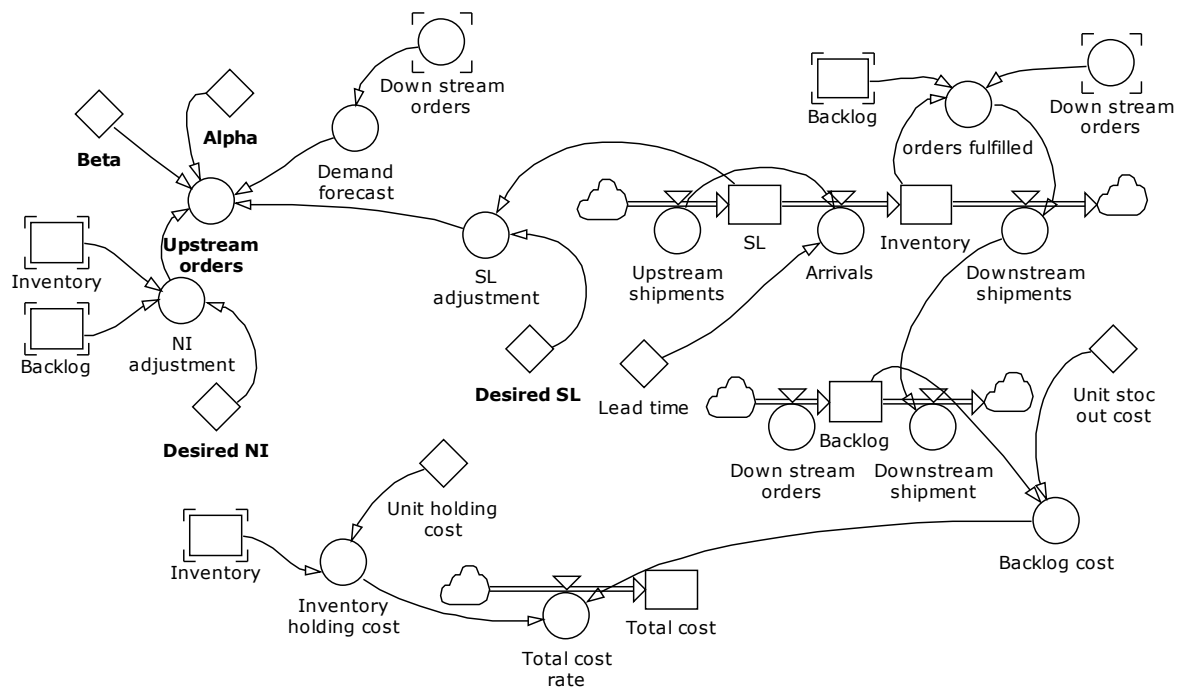 Down stream
orders
Alpha
Beta
Demand
forecast
Upstream
orders
Inventory
Backlog
NI
adjustment
Desired NI
SL
adjustment
Desired SL
Backlog
Down stream
orders
orders fulfilled
Upstream
shipments
SL
Arrivals
Inventory
Downstream
shipments
Lead time
Unit stoc
out cost
Backlog
Down stream
orders
Downstream
shipment
Backlog cost
Unit holding
cost
Inventory
Inventory
holding cost
Total cost
Total cost
rate